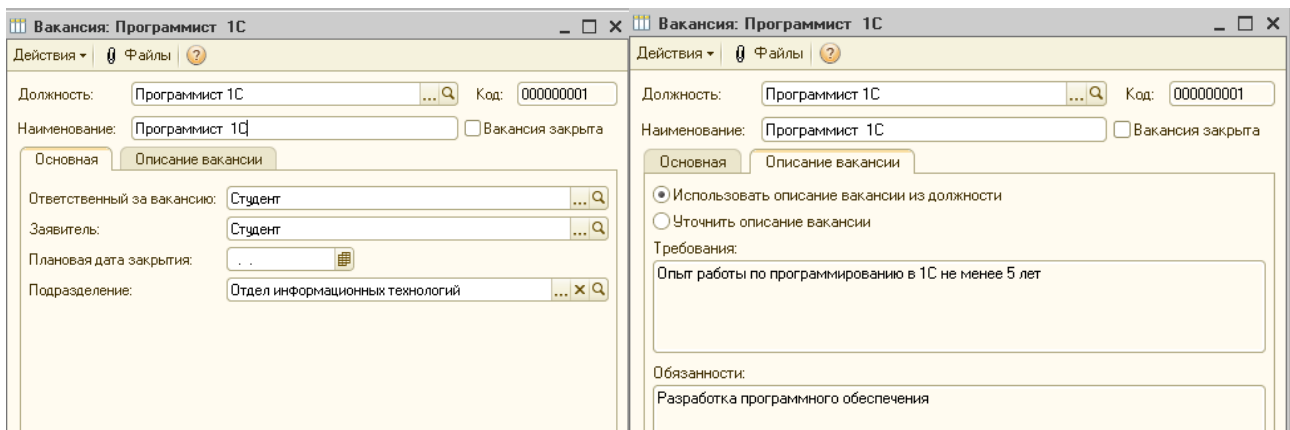 Вакансия: Программист 1С
Действия Файлы ?
Должность: Программист 1С ... Код: 000000001
Наименование: Программист 1С Вакансия закрыта
Основная Описание вакансии
Ответственный за вакансию: Студент ...
Заявитель: Студент ...
Плановая дата закрытия: . .
Подразделение: Отдел информационных технологий ...
Вакансия: Программист 1С
Действия Файлы ?
Должность: Программист 1С ... Код: 000000001
Наименование: Программист 1С Вакансия закрыта
Основная Описание вакансии
Использовать описание вакансии из должности
Уточнить описание вакансии
Требования:
Опыт работы по программированию в 1С не менее 5 лет
Обязанности:
Разработка программного обеспечения